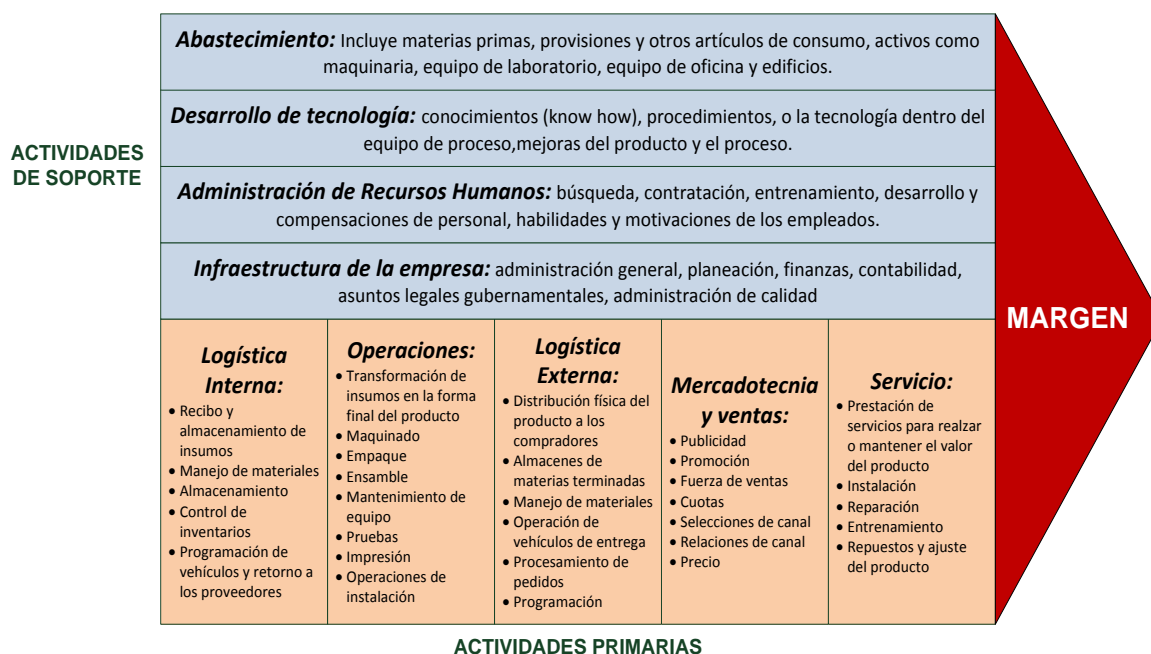 Abastecimiento: Incluye materias primas, provisiones y otros artículos de consumo, activos como
maquinaria, equipo de laboratorio, equipo de oficina y edificios.
Desarrollo de tecnología: conocimientos (know how), procedimientos, o la tecnología dentro del
equipo de proceso,mejoras del producto y el proceso.
ACTIVIDADES
DE SOPORTE
Administración de Recursos Humanos: búsqueda, contratación, entrenamiento, desarrollo y
compensaciones de personal, habilidades y motivaciones de los empleados.
Infraestructura de la empresa: administración general, planeación, finanzas, contabilidad,
asuntos legales gubernamentales, administración de calidad
MARGEN
Logística
Interna:
• Recibo y
almacenamiento de
insumos
• Manejo de materiales
• Almacenamiento
• Control de
inventarios
• Programación de
vehículos y retorno a
los proveedores
Operaciones:
• Transformación de
insumos en la forma
final del producto
• Maquinado
• Empaque
• Ensamble
• Mantenimiento de
equipo
• Pruebas
• Impresión
• Operaciones de
instalación
Logística
Externa:
• Distribución física del
producto a los
compradores
• Almacenes de
materias terminadas
• Manejo de materiales
• Operación de
vehículos de entrega
• Procesamiento de
pedidos
• Programación
Mercadotecnia
y ventas:
• Publicidad
• Promoción
• Fuerza de ventas
• Cuotas
• Selecciones de canal
• Relaciones de canal
• Precio
Servicio:
• Prestación de
servicios para realzar
o mantener el valor
del producto
• Instalación
• Reparación
• Entrenamiento
• Repuestos y ajuste
del producto
ACTIVIDADES PRIMARIAS